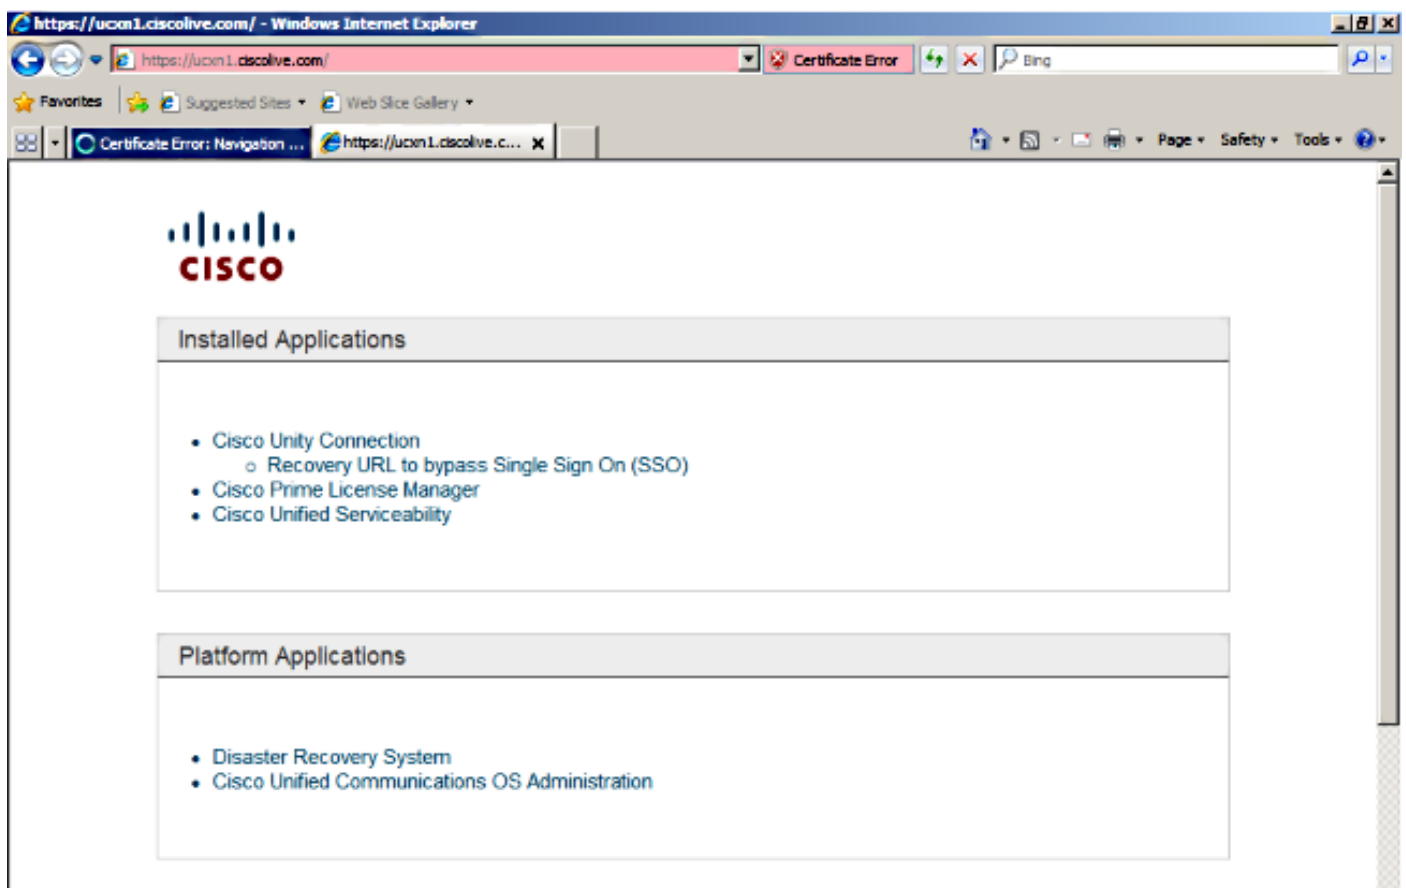 https://ucxn1.ciscolive.com/ - Windows Internet Explorer
https://ucxn1.ciscolive.com/ Certificate Error Bing
Favorites Suggested Sites Web Slice Gallery
Certificate Error: Navigation ... https://ucxn1.ciscolive.c... Page Safety Tools
CISCO
Installed Applications
Cisco Unity Connection
Recovery URL to bypass Single Sign On (SSO)
Cisco Prime License Manager
Cisco Unified Serviceability
Platform Applications
Disaster Recovery System
Cisco Unified Communications OS Administration